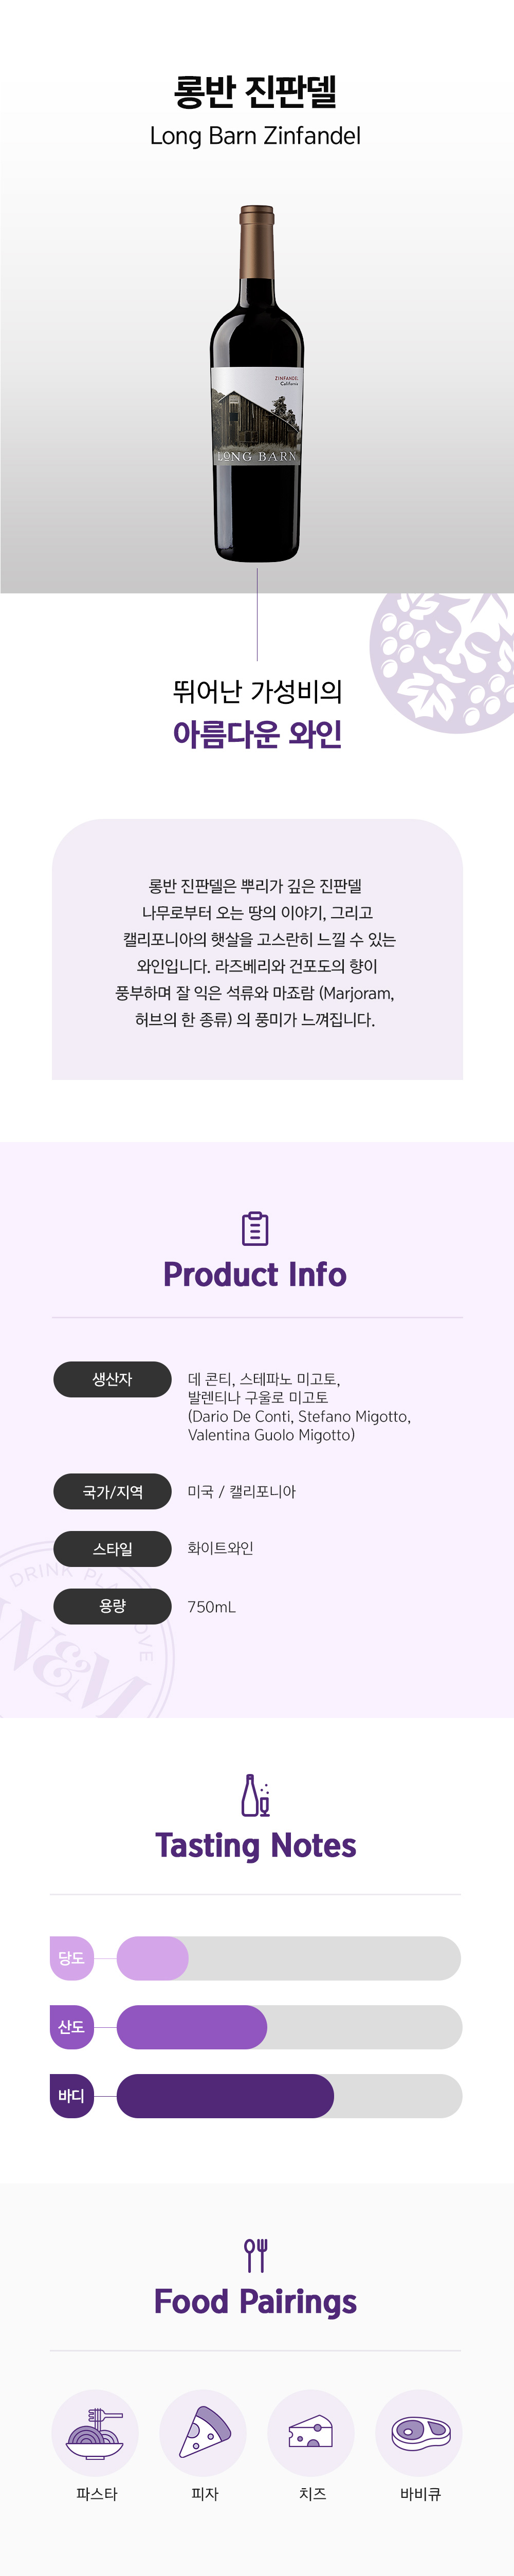 롱반 진판델
Long Barn Zinfandel
ZINFANDEL
California
LONG BARN
뛰어난 가성비의
아름다운 와인
롱반 진판델은 뿌리가 깊은 진판델
나무로부터 오는 땅의 이야기, 그리고
캘리포니아의 햇살을 고스란히 느낄 수 있는
와인입니다. 라즈베리와 건포도의 향이
풍부하며 잘 익은 석류와 마죠람 (Marjoram,
허브의 한 종류) 의 풍미가 느껴집니다.
Product Info
생산자
데 콘티, 스테파노 미고토,
발렌티나 구울로 미고토
(Dario De Conti, Stefano Migotto,
Valentina Guolo Migotto)
국가/지역
미국 / 캘리포니아
스타일
화이트와인
용량
750mL
DRINK
W&M
Tasting Notes
당도
산도
바디
Food Pairings
파스타
피자
치즈
바비큐